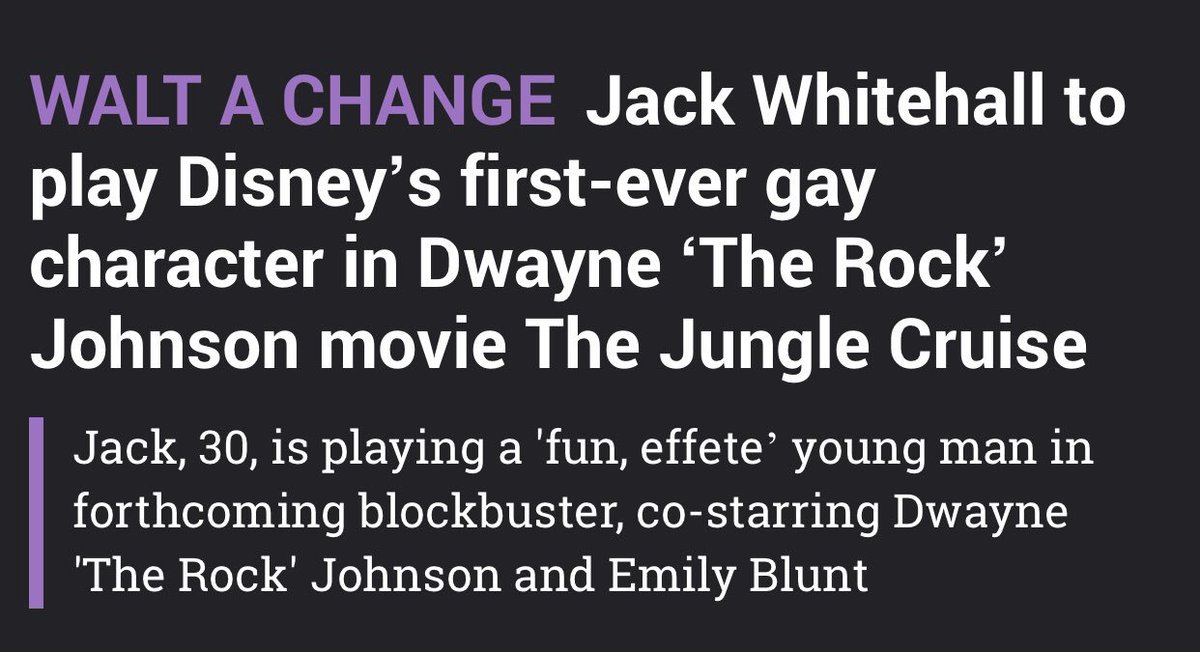 WALT A CHANGE Jack Whitehall to
play Disney’s first-ever gay
character in Dwayne ‘The Rock’
Johnson movie The Jungle Cruise
Jack, 30, is playing a 'fun, effete’ young man in
forthcoming blockbuster, co-starring Dwayne
'The Rock' Johnson and Emily Blunt